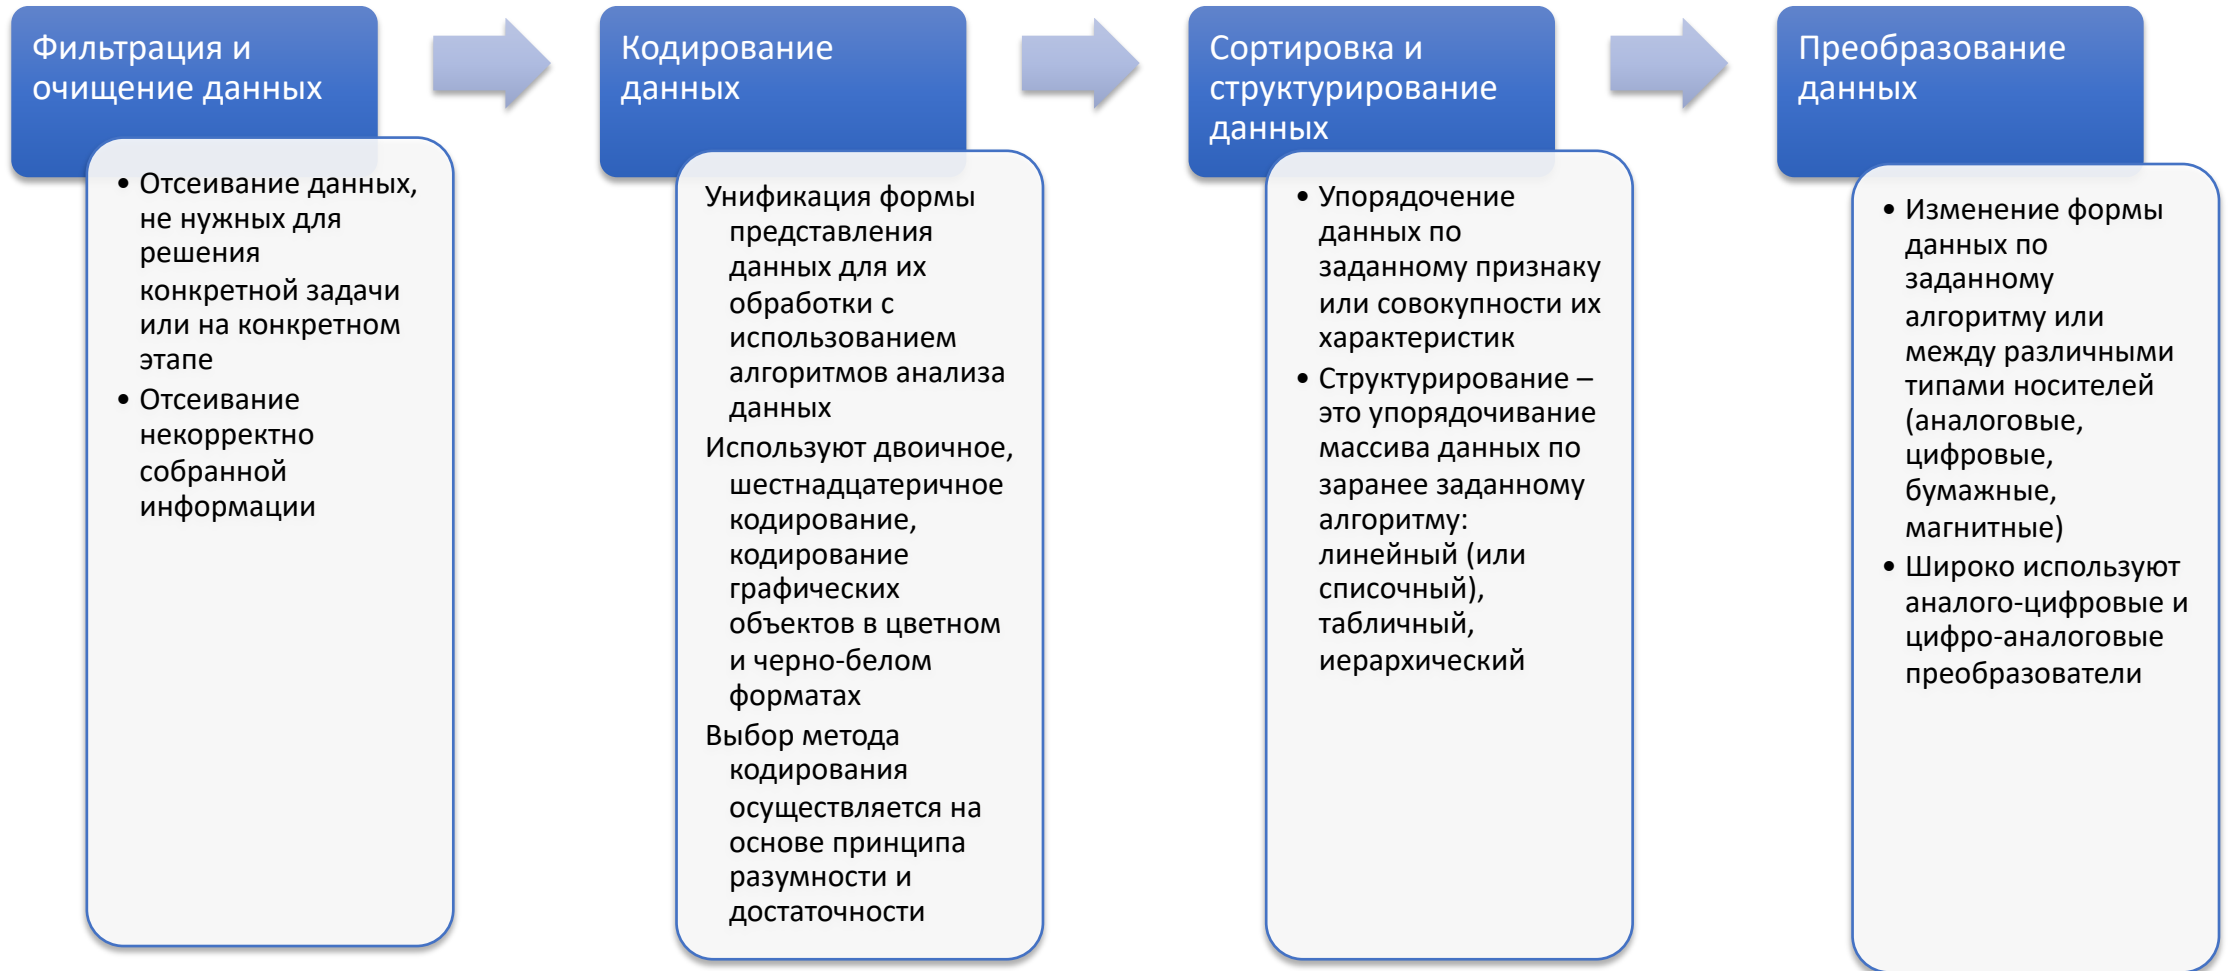 Фильтрация и
очищение данных
• Отсеивание данных,
не нужных для
решения
конкретной задачи
или на конкретном
этапе
• Отсеивание
некорректно
собранной
информации
Кодирование
данных
Унификация формы
представления
данных для их
обработки с
использованием
алгоритмов анализа
данных
Используют двоичное,
шестнадцатеричное
кодирование,
кодирование
графических
объектов в цветном
и черно-белом
форматах
Выбор метода
кодирования
осуществляется на
основе принципа
разумности и
достаточности
Сортировка и
структурирование
данных
• Упорядочение
данных по
заданному признаку
или совокупности их
характеристик
• Структурирование –
это упорядочивание
массива данных по
заранее заданному
алгоритму:
линейный (или
списочный),
табличный,
иерархический
Преобразование
данных
• Изменение формы
данных по
заданному
алгоритму или
между различными
типами носителей
(аналоговые,
цифровые,
бумажные,
магнитные)
• Широко используют
аналого-цифровые и
цифро-аналоговые
преобразователи